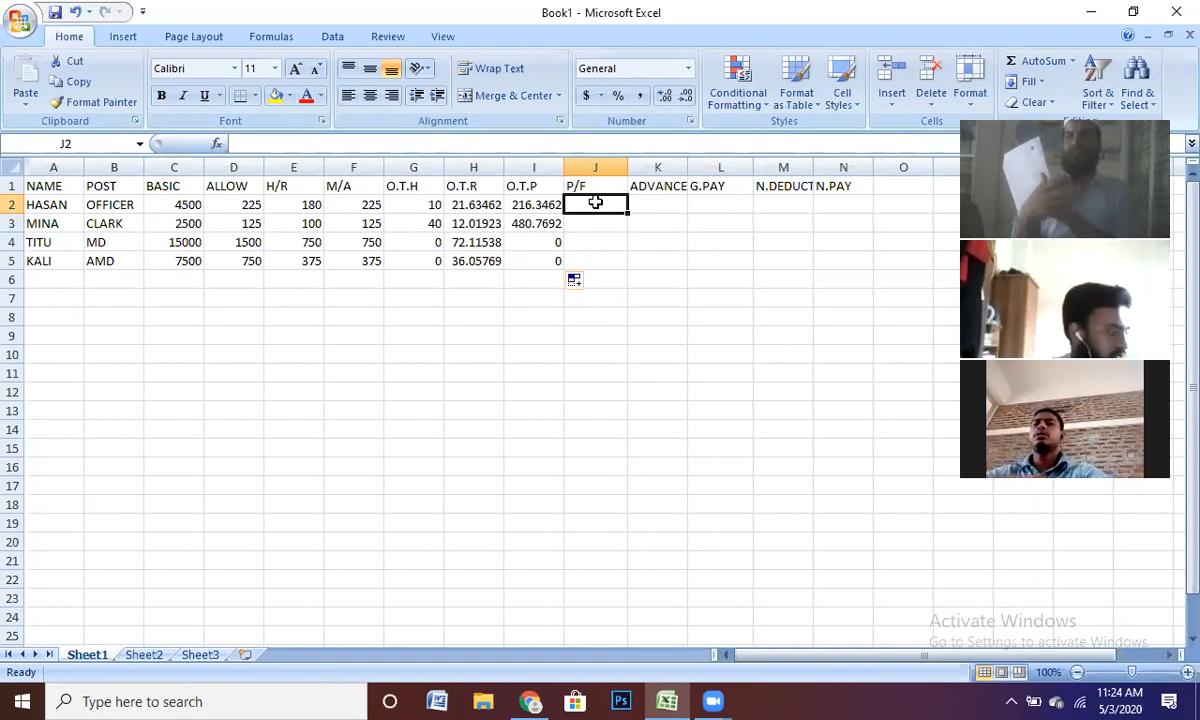 Book1 - Microsoft Excel
Home Insert Page Layout Formulas Data Review View
Paste
Cut
Copy
Format Painter
Clipboard
Calibri 11
B I U
Font
Wrap Text
Merge & Center
Alignment
General
$ % ,
Number
Conditional Formatting
Format as Table
Cell Styles
Styles
Insert Delete Format
Cells
Σ AutoSum
Fill
Clear
Sort & Filter
Find & Select
J2 fx
A B C D E F G H I J K L M N O
1 NAME POST BASIC ALLOW H/R M/A O.T.H O.T.R O.T.P P/F ADVANCE G.PAY N.DEDUCT N.PAY
2 HASAN OFFICER 4500 225 180 225 10 21.63462 216.3462
3 MINA CLARK 2500 125 100 125 40 12.01923 480.7692
4 TITU MD 15000 1500 750 750 0 72.11538 0
5 KALI AMD 7500 750 375 375 0 36.05769 0
6
7
8
9
10
11
12
13
14
15
16
17
18
19
20
21
22
23
24
25
Activate Windows
Go to Settings to activate Windows.
Sheet1 Sheet2 Sheet3
Ready 100%
Type here to search
11:24 AM
5/3/2020